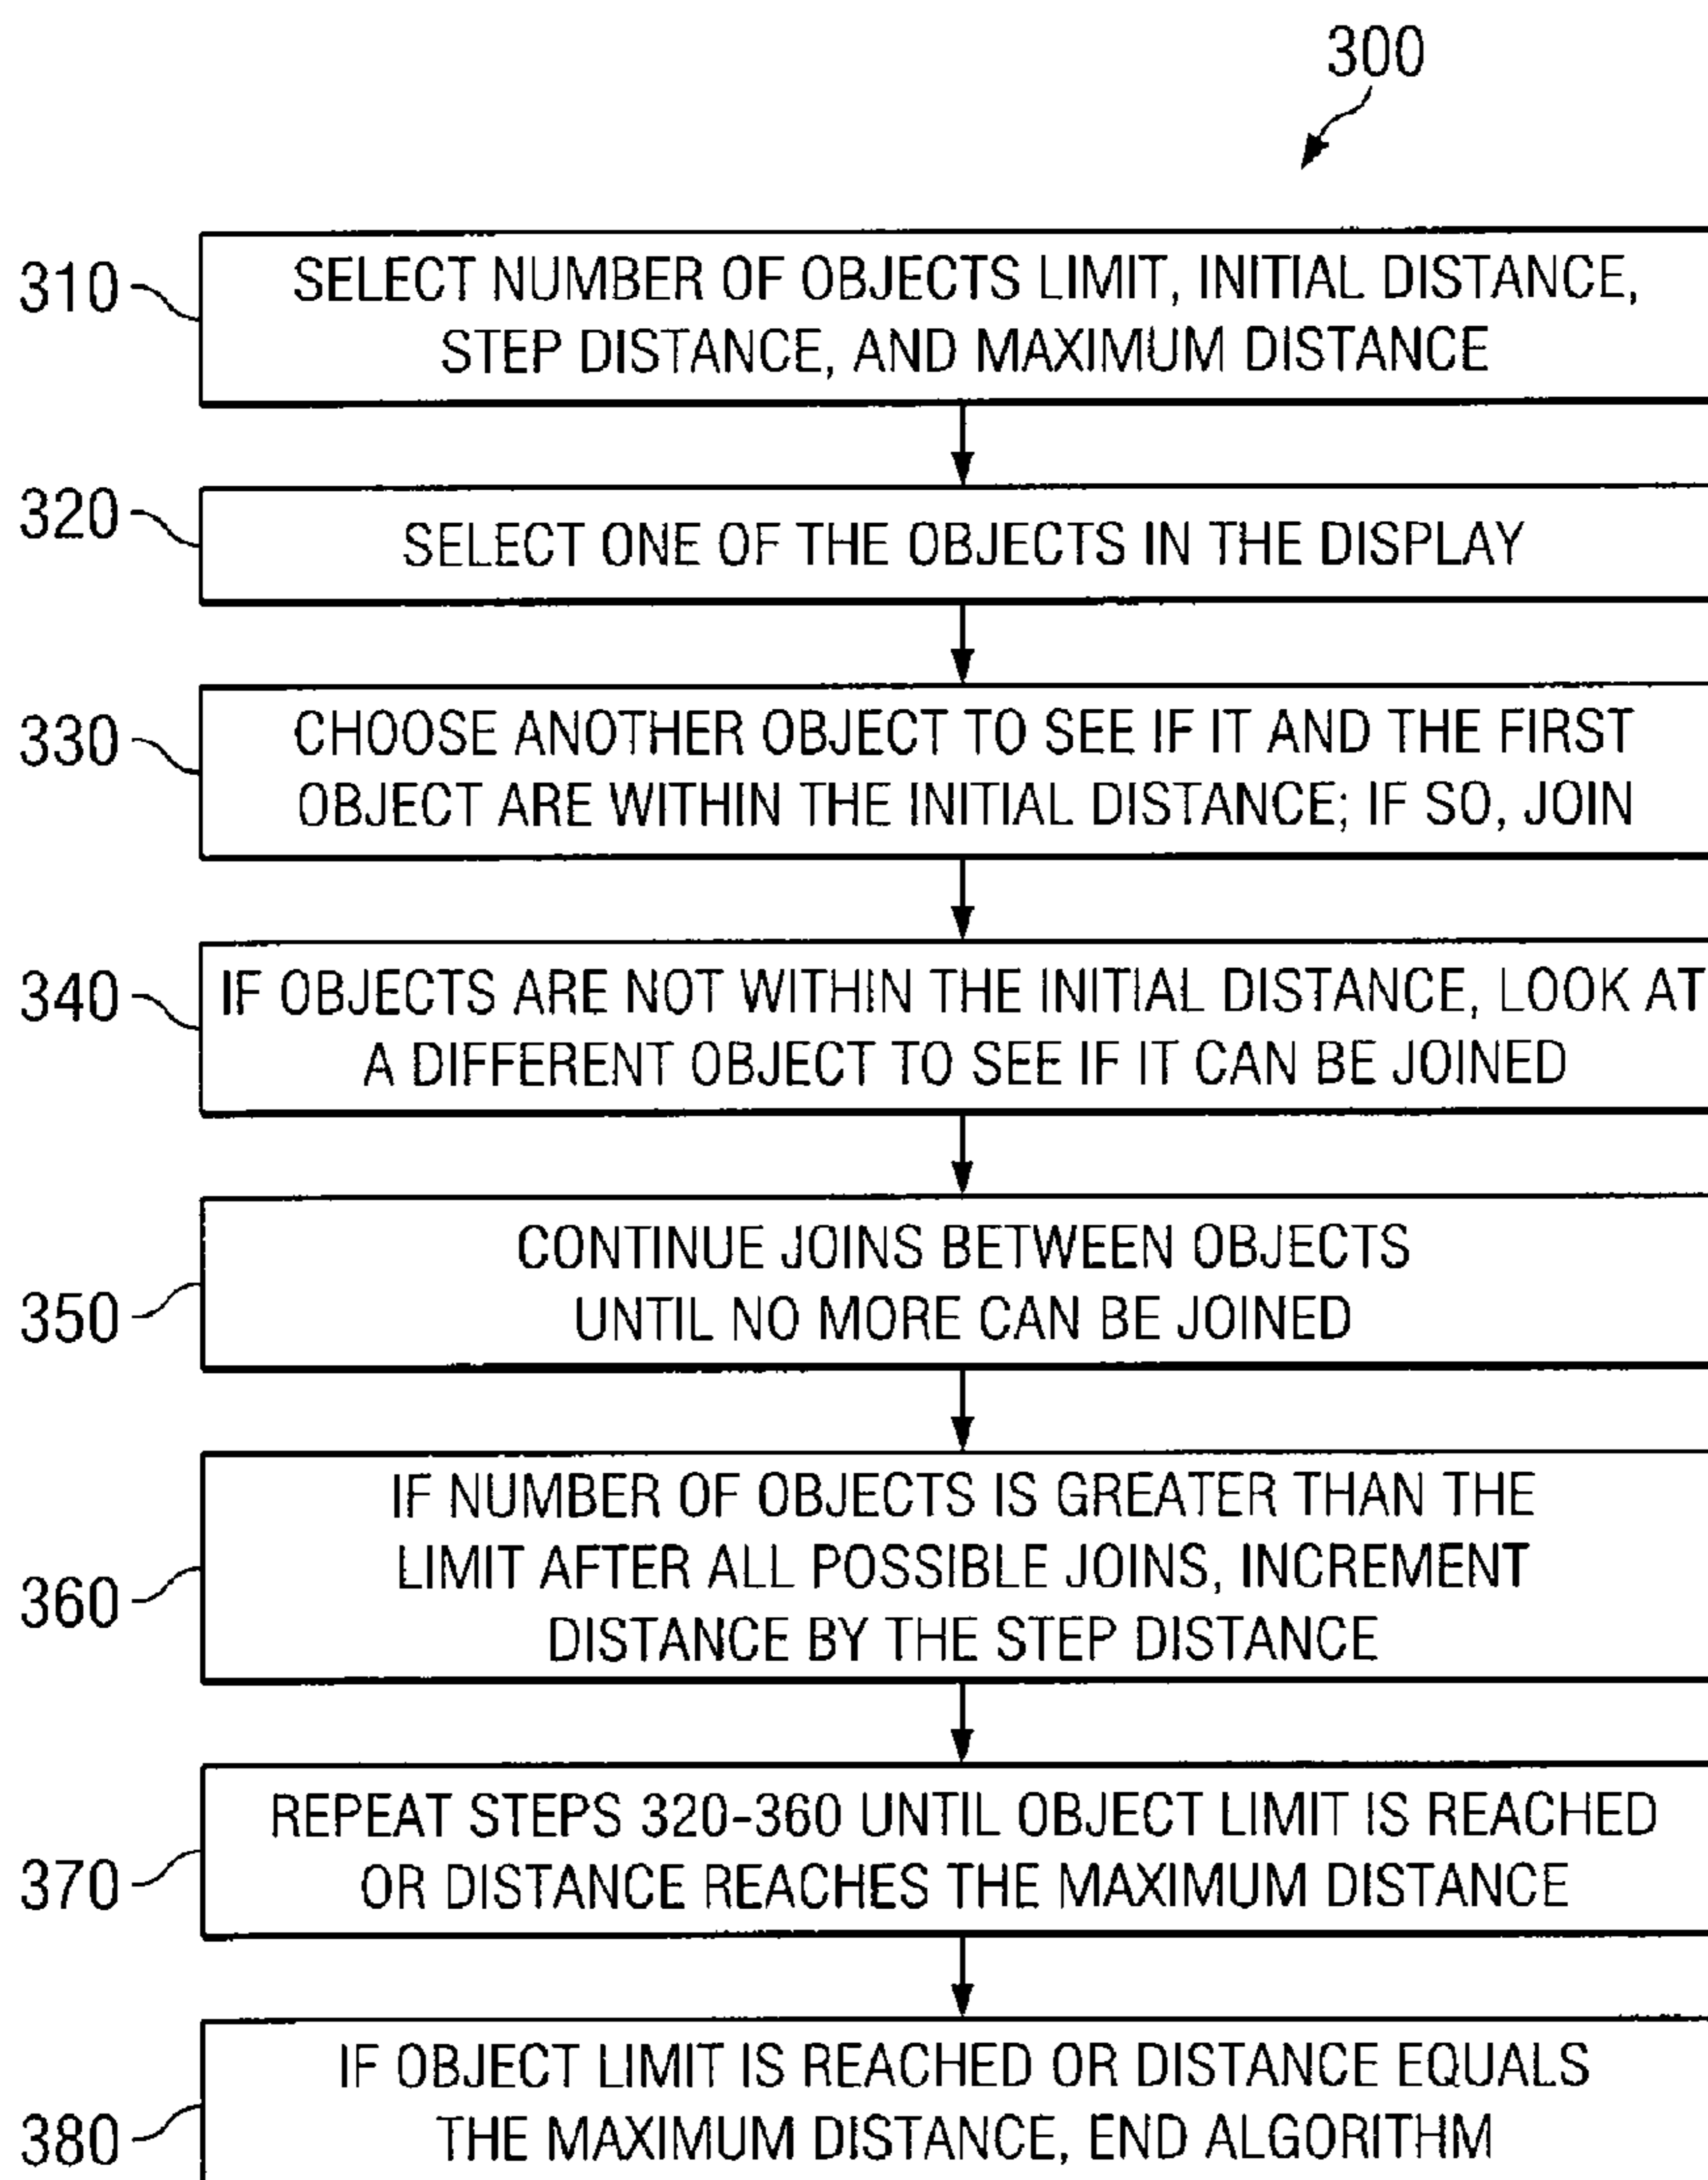 300
310
SELECT NUMBER OF OBJECTS LIMIT, INITIAL DISTANCE,
STEP DISTANCE, AND MAXIMUM DISTANCE
320
SELECT ONE OF THE OBJECTS IN THE DISPLAY
330
CHOOSE ANOTHER OBJECT TO SEE IF IT AND THE FIRST
OBJECT ARE WITHIN THE INITIAL DISTANCE; IF SO, JOIN
340
IF OBJECTS ARE NOT WITHIN THE INITIAL DISTANCE, LOOK AT
A DIFFERENT OBJECT TO SEE IF IT CAN BE JOINED
350
CONTINUE JOINS BETWEEN OBJECTS
UNTIL NO MORE CAN BE JOINED
360
IF NUMBER OF OBJECTS IS GREATER THAN THE
LIMIT AFTER ALL POSSIBLE JOINS, INCREMENT
DISTANCE BY THE STEP DISTANCE
370
REPEAT STEPS 320-360 UNTIL OBJECT LIMIT IS REACHED
OR DISTANCE REACHES THE MAXIMUM DISTANCE
380
IF OBJECT LIMIT IS REACHED OR DISTANCE EQUALS
THE MAXIMUM DISTANCE, END ALGORITHM